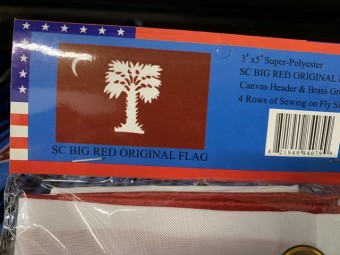 3'x5' Super-Polyester
SC BIG RED ORIGINAL
Canvas Header & Brass
4 Rows of Sewing on Fly
SC BIG RED ORIGINAL FLAG